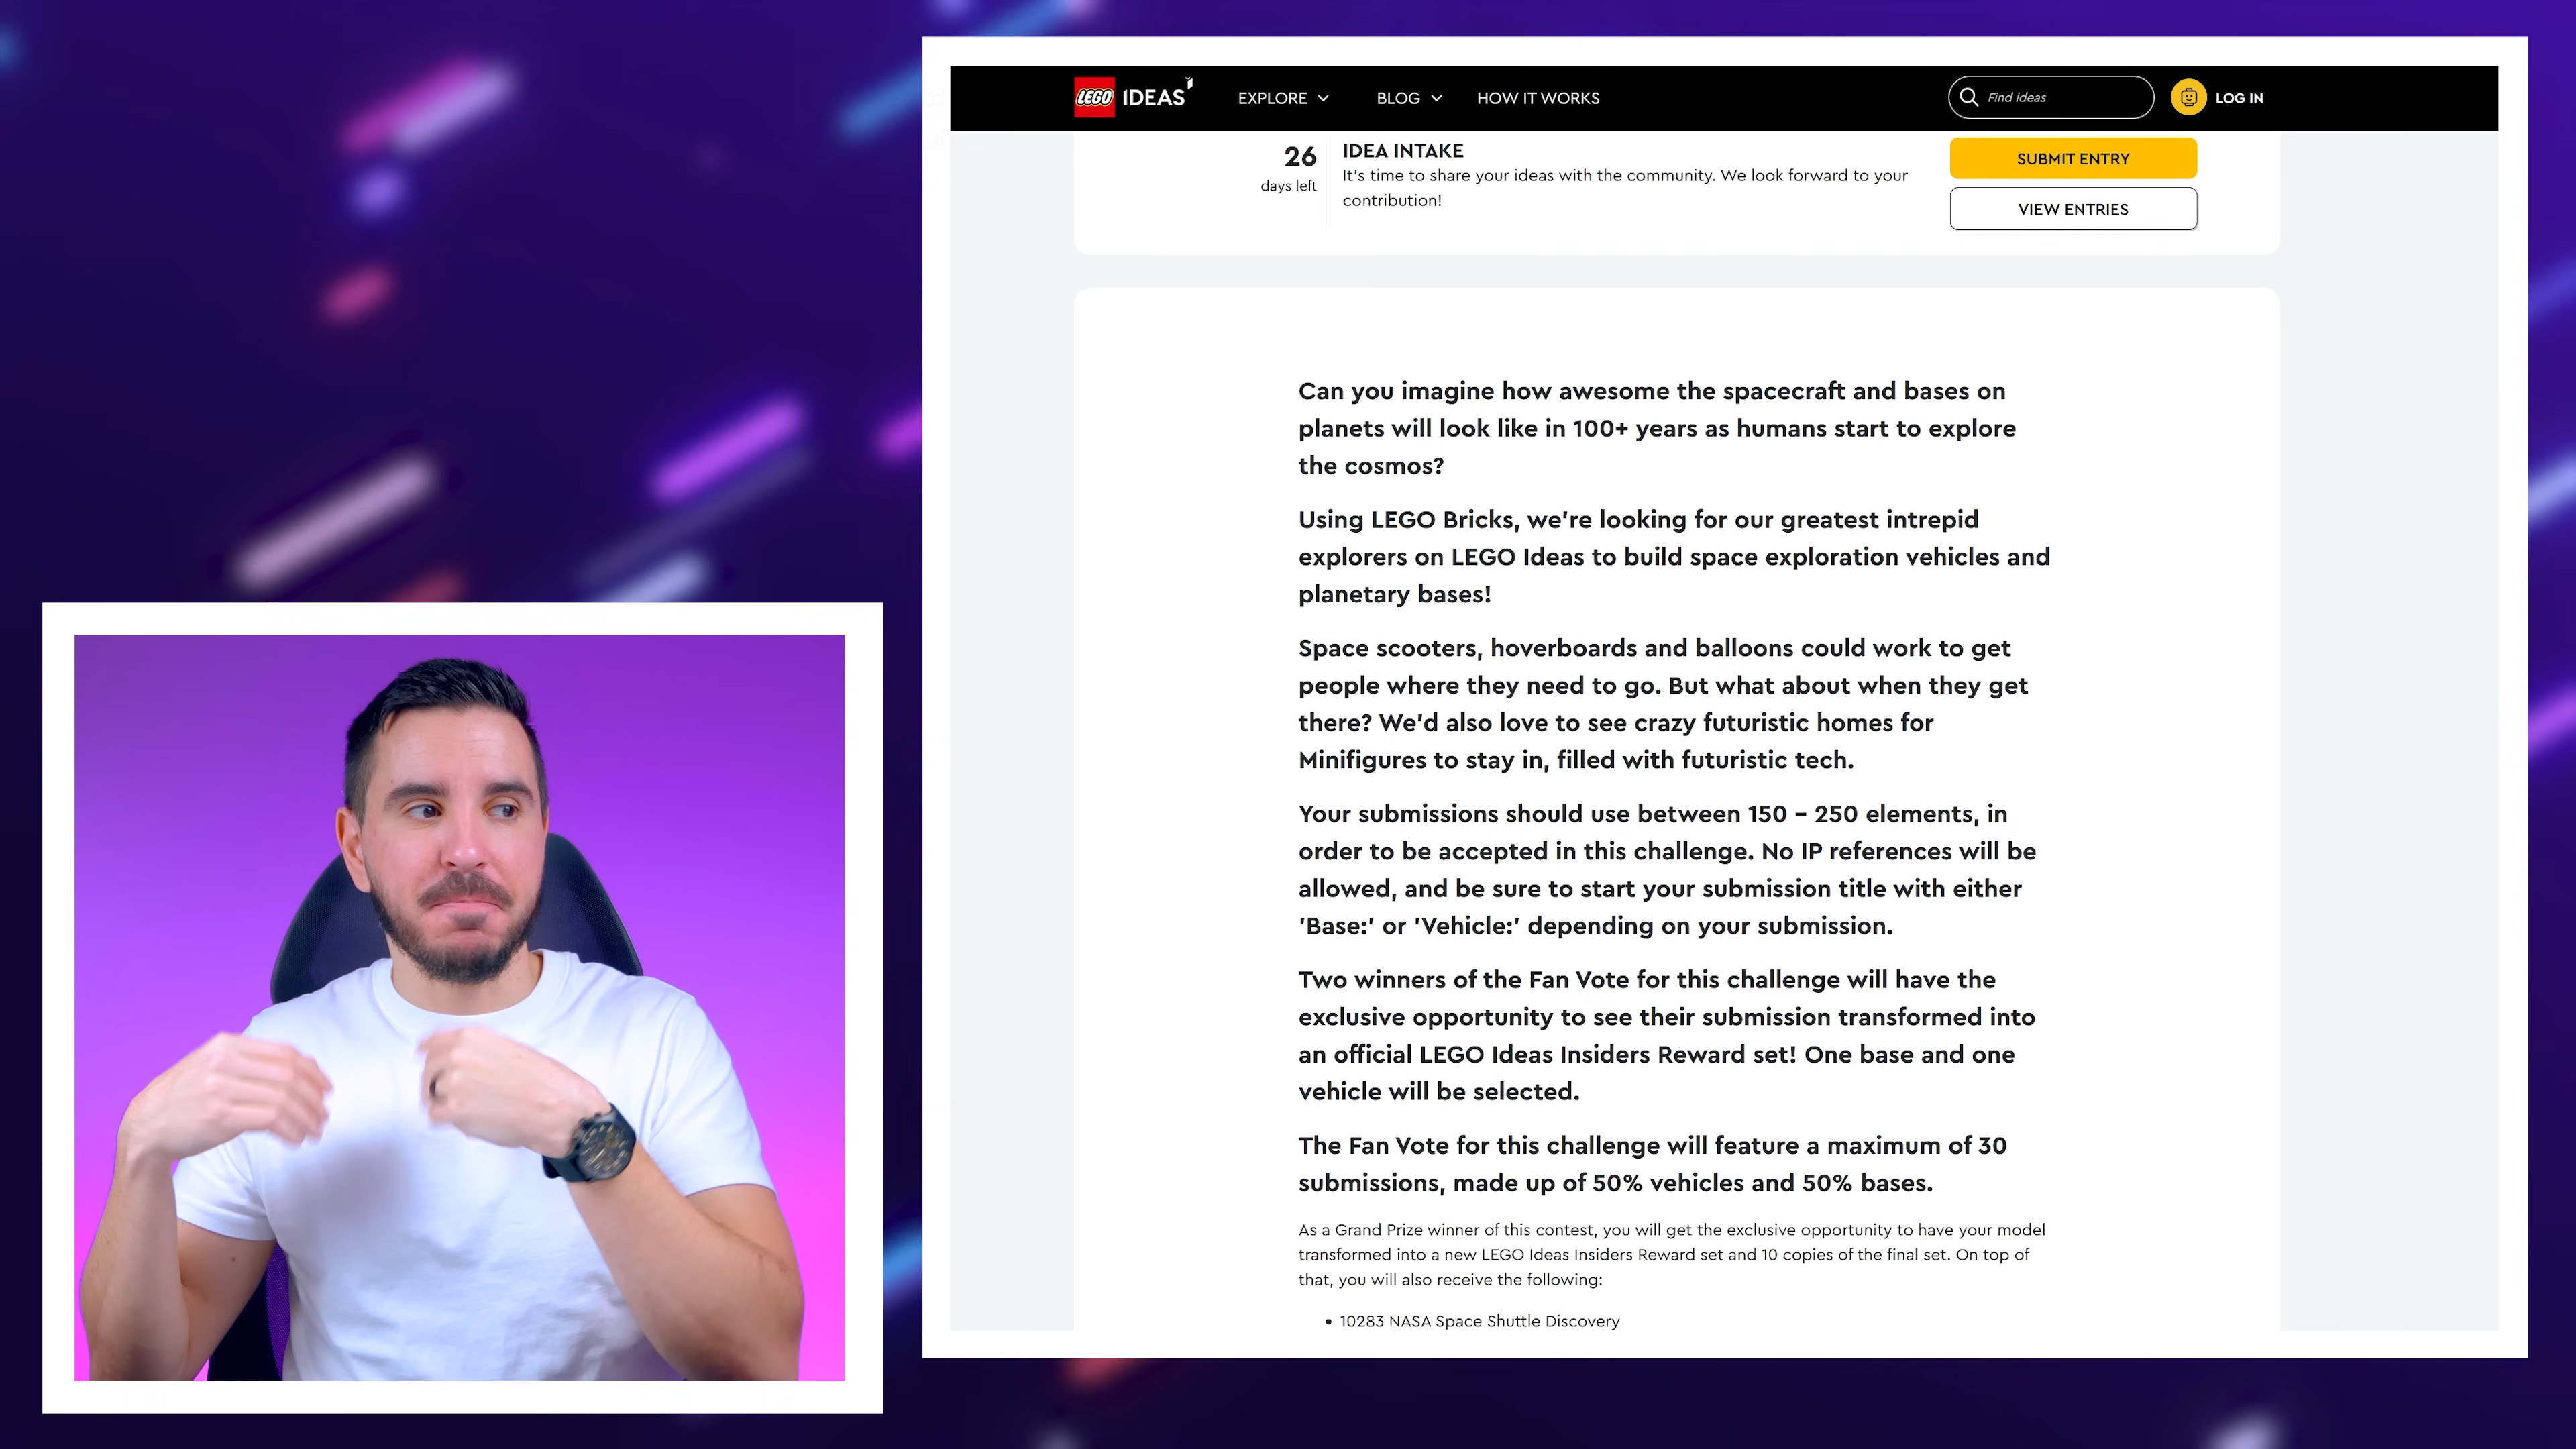 LEGO IDEAS
EXPLORE
BLOG
HOW IT WORKS
Find ideas
LOG IN
26
days left
IDEA INTAKE
It's time to share your ideas with the community. We look forward to your
contribution!
SUBMIT ENTRY
VIEW ENTRIES
Can you imagine how awesome the spacecraft and bases on
planets will look like in 100+ years as humans start to explore
the cosmos?
Using LEGO Bricks, we're looking for our greatest intrepid
explorers on LEGO Ideas to build space exploration vehicles and
planetary bases!
Space scooters, hoverboards and balloons could work to get
people where they need to go. But what about when they get
there? We'd also love to see crazy futuristic homes for
Minifigures to stay in, filled with futuristic tech.
Your submissions should use between 150 - 250 elements, in
order to be accepted in this challenge. No IP references will be
allowed, and be sure to start your submission title with either
'Base:' or 'Vehicle:' depending on your submission.
Two winners of the Fan Vote for this challenge will have the
exclusive opportunity to see their submission transformed into
an official LEGO Ideas Insiders Reward set! One base and one
vehicle will be selected.
The Fan Vote for this challenge will feature a maximum of 30
submissions, made up of 50% vehicles and 50% bases.
As a Grand Prize winner of this contest, you will get the exclusive opportunity to have your model
transformed into a new LEGO Ideas Insiders Reward set and 10 copies of the final set. On top of
that, you will also receive the following:
• 10283 NASA Space Shuttle Discovery